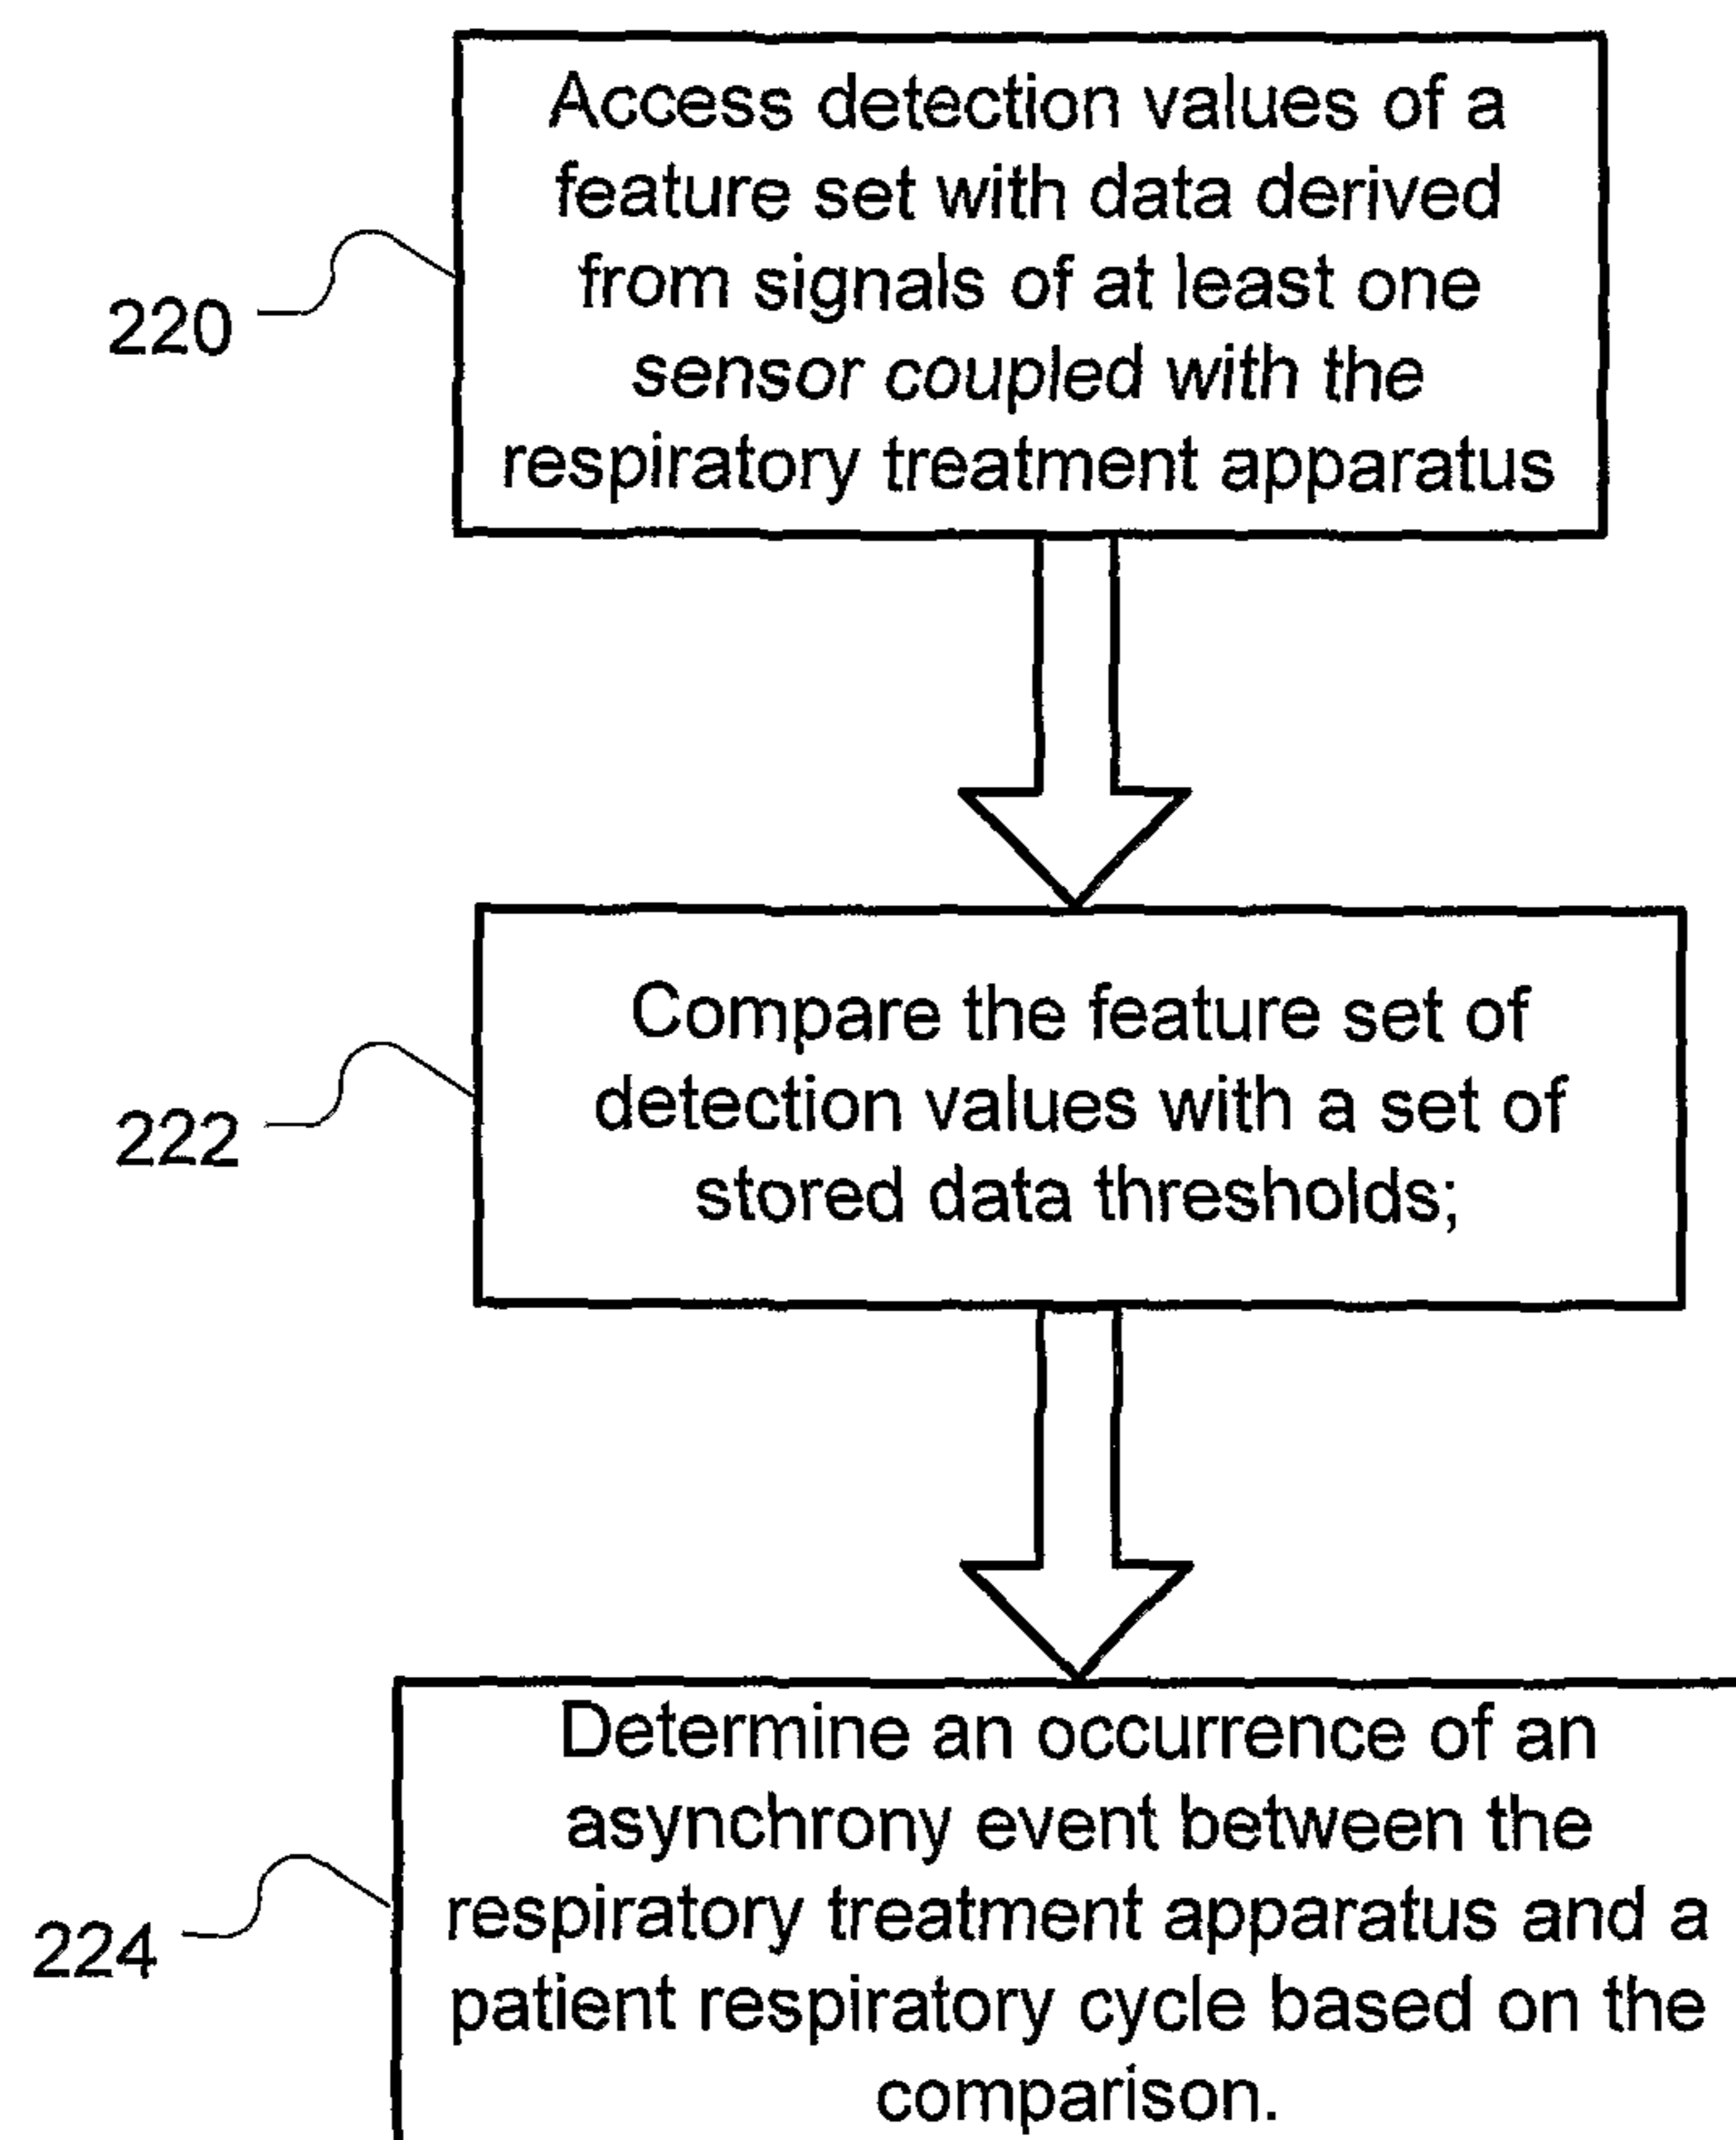 Access detection values of a
feature set with data derived
from signals of at least one
sensor coupled with the
respiratory treatment apparatus
220
Compare the feature set of
detection values with a set of
stored data thresholds;
222
Determine an occurrence of an
asynchrony event between the
respiratory treatment apparatus and a
patient respiratory cycle based on the
comparison.
224